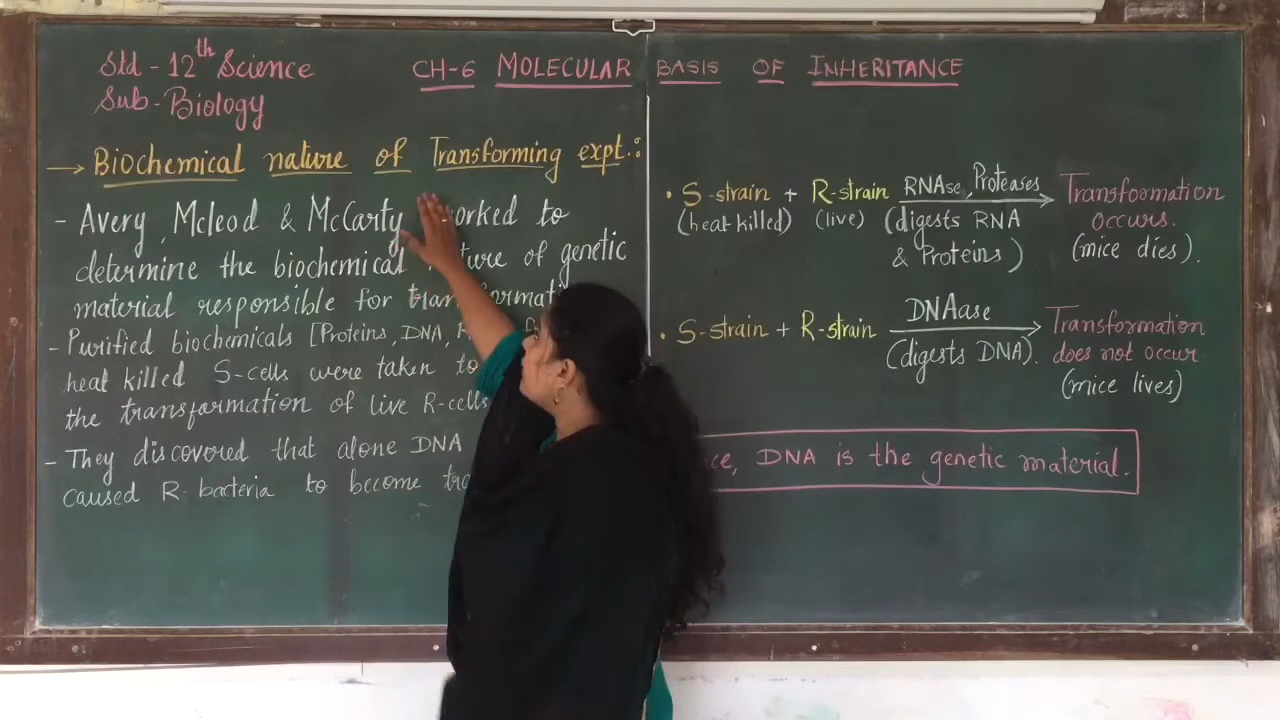 Std - 12th Science
Sub - Biology
CH-6 MOLECULAR BASIS OF INHERITANCE
→ Biochemical nature of Transforming expt.:
- Avery, Mcleod & McCarty to
determine the biochemical of genetic
material responsible for
- Purified biochemicals [Proteins, DNA,
heat killed S-cells were taken to
the transformation of live R-cells
- They discovered that alone DNA
caused R-bacteria to become
• S-strain + R-strain RNAse, Proteases Transformation
(heat killed) (live) (digests RNA occurs.
& Proteins) (mice dies).
• S-strain + R-strain DNAase Transformation
(digests DNA). does not occur
(mice lives)
DNA is the genetic material.